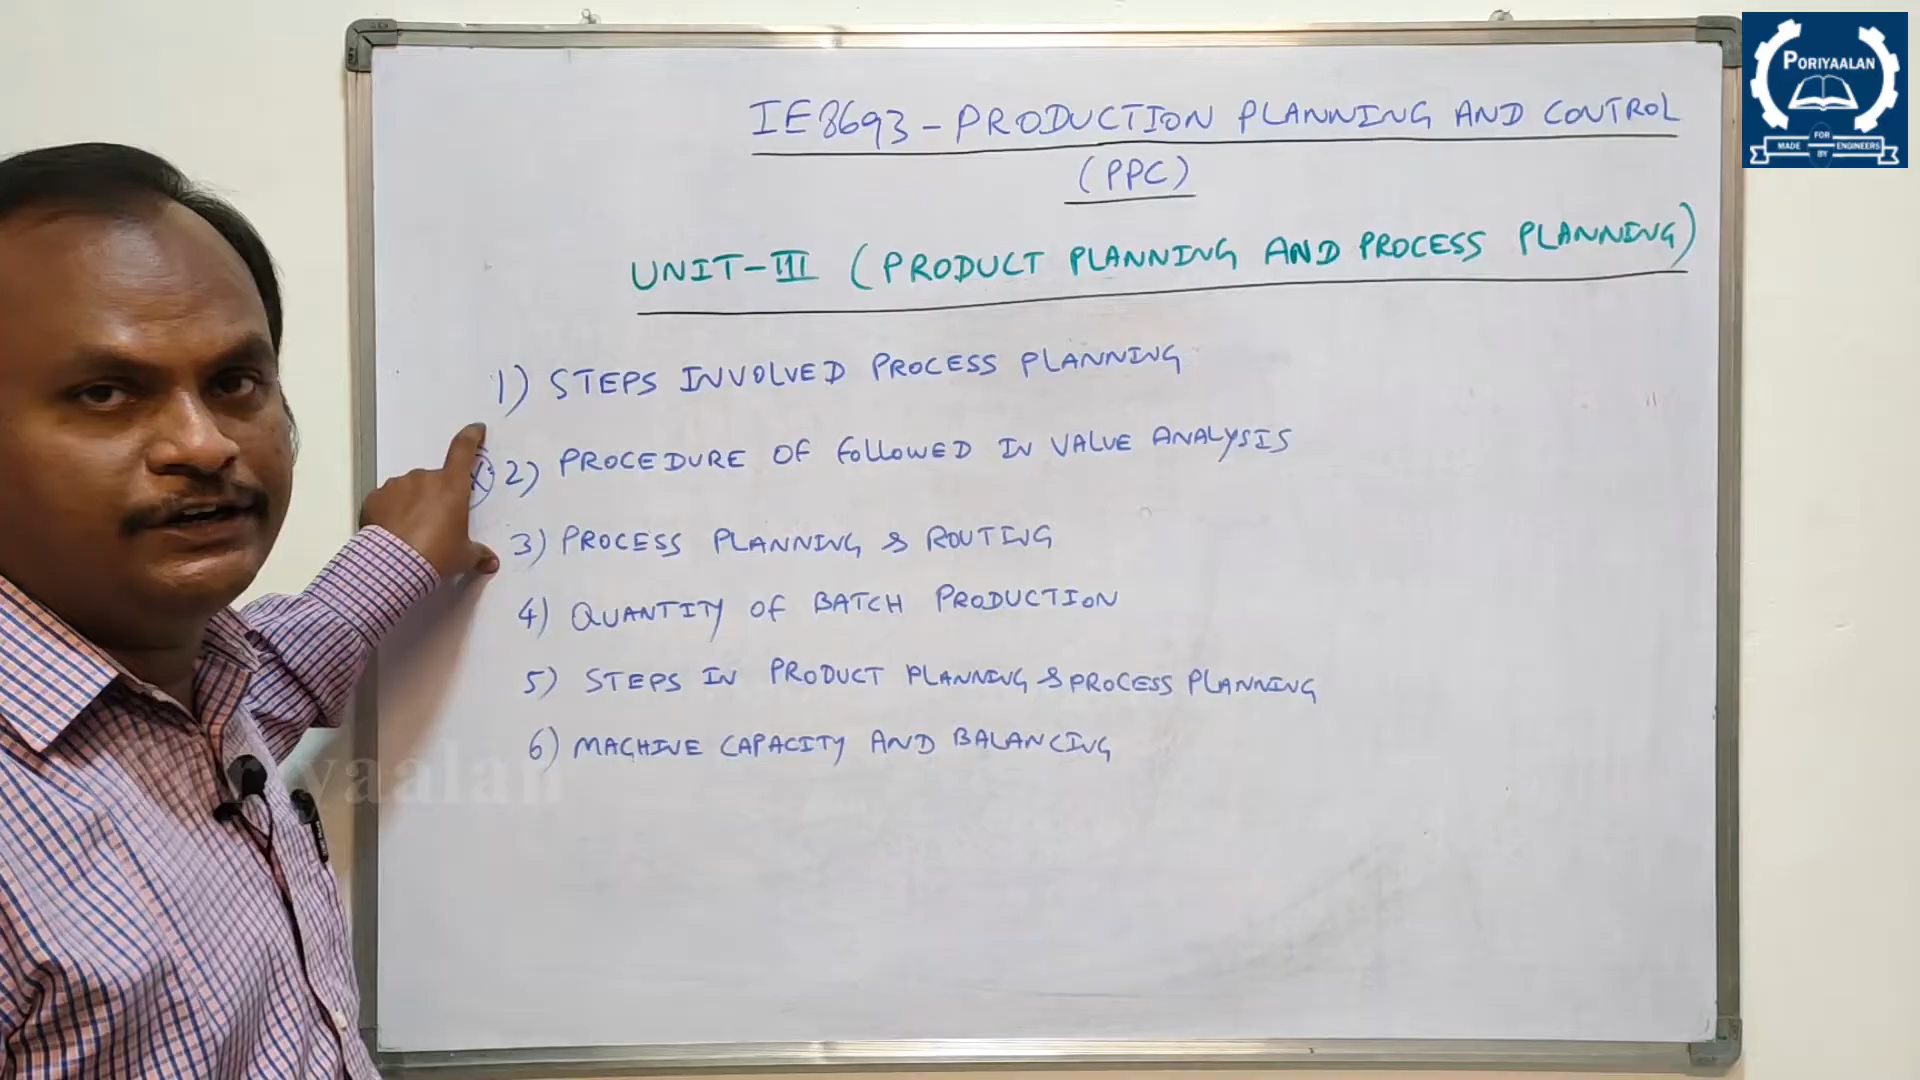 PORIYAALAN
MADE FOR BY ENGINEERS
IE8693 - PRODUCTION PLANNING AND CONTROL
(PPC)
UNIT-III (PRODUCT PLANNING AND PROCESS PLANNING)
1) STEPS INVOLVED PROCESS PLANNING
2) PROCEDURE OF FOLLOWED IN VALUE ANALYSIS
3) PROCESS PLANNING & ROUTING
4) QUANTITY OF BATCH PRODUCTION
5) STEPS IN PRODUCT PLANNING & PROCESS PLANNING
6) MACHINE CAPACITY AND BALANCING